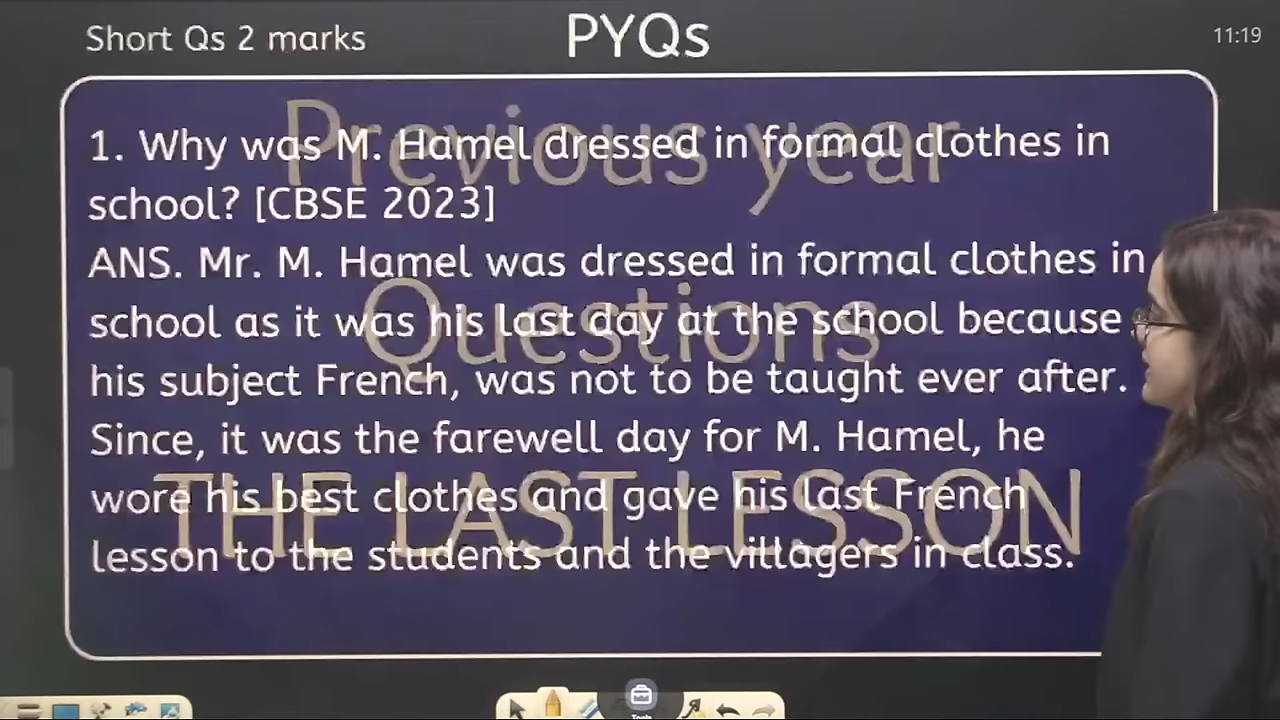 Short Qs 2 marks
PYQs
11:19
Previous year
1. Why was M. Hamel dressed in formal clothes in
school? [CBSE 2023]
ANS. Mr. M. Hamel was dressed in formal clothes in
Questions
school as it was his last day at the school because
his subject French, was not to be taught ever after.
Since, it was the farewell day for M. Hamel, he
THE LAST LESSON
wore his best clothes and gave his last French
lesson to the students and the villagers in class.
Tools